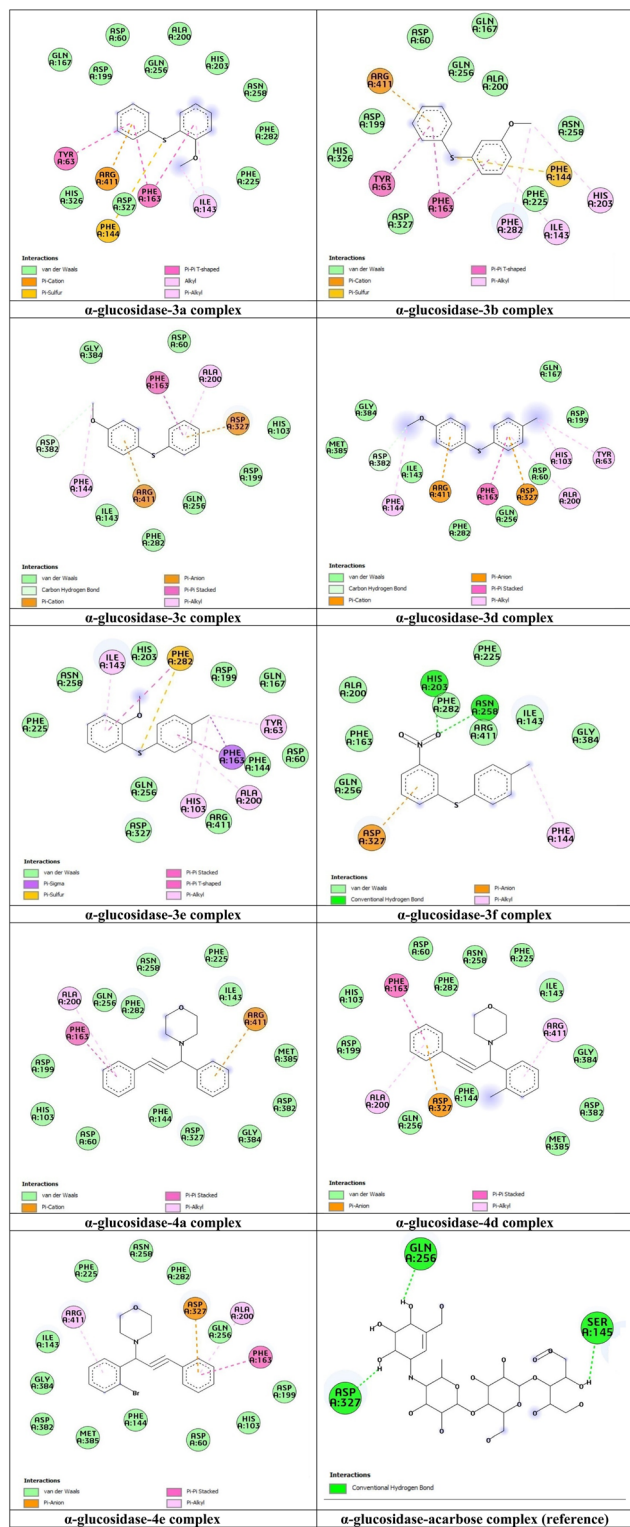 ASP A:60
ALA A:200
GLN A:167
ASP A:199
GLN A:256
HIS A:203
ASN A:258
PHE A:282
PHE A:225
S
O
TYR A:63
ARG A:411
HIS A:326
ASP A:327
PHE A:163
ILE A:143
PHE A:144
Interactions
van der Waals
Pi-Cation
Pi-Sulfur
Pi-Pi T-shaped
Alkyl
Pi-Alkyl
α-glucosidase-3a complex
GLN A:167
ASP A:60
ARG A:411
GLN A:256
ALA A:200
ASP A:199
O
ASN A:258
HIS A:326
S
PHE A:144
TYR A:63
PHE A:163
PHE A:225
HIS A:203
ASP A:327
PHE A:282
ILE A:143
Interactions
van der Waals
Pi-Cation
Pi-Sulfur
Pi-Pi T-shaped
Alkyl
Pi-Alkyl
α-glucosidase-3b complex
GLY A:384
ASP A:60
ALA A:200
PHE A:163
O
ASP A:327
HIS A:103
ASP A:382
S
PHE A:144
ARG A:411
ASP A:199
ILE A:143
GLN A:256
PHE A:282
Interactions
van der Waals
Carbon Hydrogen Bond
Pi-Cation
Pi-Anion
Pi-Pi Stacked
Pi-Alkyl
α-glucosidase-3c complex
GLN A:167
GLY A:384
O
ASP A:199
MET A:385
S
ASP A:382
ILE A:143
HIS A:103
TYR A:63
ASP A:60
PHE A:144
ARG A:411
PHE A:163
ASP A:327
ALA A:200
PHE A:282
GLN A:256
Interactions
van der Waals
Carbon Hydrogen Bond
Pi-Cation
Pi-Anion
Pi-Pi Stacked
Pi-Alkyl
α-glucosidase-3d complex
ILE A:143
HIS A:203
PHE A:282
ASN A:258
ASP A:199
GLN A:167
PHE A:225
O
TYR A:63
S
PHE A:163
PHE A:144
ASP A:60
GLN A:256
HIS A:103
ALA A:200
ASP A:327
ARG A:411
Interactions
van der Waals
Pi-Sigma
Pi-Sulfur
Pi-Pi Stacked
Pi-Pi T-shaped
Pi-Alkyl
α-glucosidase-3e complex
PHE A:225
HIS A:203
ALA A:200
PHE A:282
ASN A:258
ILE A:143
PHE A:163
O
N
O
ARG A:411
GLY A:384
GLN A:256
S
ASP A:327
PHE A:144
Interactions
van der Waals
Conventional Hydrogen Bond
Pi-Anion
Pi-Alkyl
α-glucosidase-3f complex
ASN A:258
PHE A:225
ALA A:200
GLN A:256
PHE A:282
ILE A:143
O
ARG A:411
PHE A:163
N
MET A:385
ASP A:199
ASP A:382
HIS A:103
PHE A:144
ASP A:327
GLY A:384
ASP A:60
Interactions
van der Waals
Pi-Cation
Pi-Pi Stacked
Pi-Alkyl
α-glucosidase-4a complex
ASP A:60
ASN A:258
PHE A:225
HIS A:103
PHE A:163
PHE A:282
ILE A:143
O
ARG A:411
ASP A:199
N
GLY A:384
ALA A:200
ASP A:327
PHE A:144
ASP A:382
GLN A:256
MET A:385
Interactions
van der Waals
Pi-Anion
Pi-Pi Stacked
Pi-Alkyl
α-glucosidase-4d complex
ASN A:258
PHE A:225
PHE A:282
ARG A:411
O
ASP A:327
ALA A:200
ILE A:143
N
GLN A:256
PHE A:163
GLY A:384
Br
ASP A:199
ASP A:382
MET A:385
PHE A:144
ASP A:60
HIS A:103
Interactions
van der Waals
Pi-Anion
Pi-Pi Stacked
Pi-Alkyl
α-glucosidase-4e complex
GLN A:256
SER A:145
ASP A:327
Interactions
Conventional Hydrogen Bond
α-glucosidase-acarbose complex (reference)